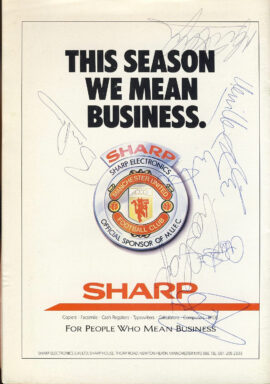 THIS SEASON
WE MEAN
BUSINESS.
SHARP
SHARP ELECTRONICS
MANCHESTER UNITED
FOOTBALL CLUB
OFFICIAL SPONSOR OF M.U.F.C
SHARP
Copiers · Facsimile · Cash Registers · Typewriters · Calculators · Computers
FOR PEOPLE WHO MEAN BUSINESS
SHARP ELECTRONICS (U.K.) LTD, SHARP HOUSE, THORP ROAD, NEWTON HEATH, MANCHESTER M10 9BE. TEL: 061-205 2333